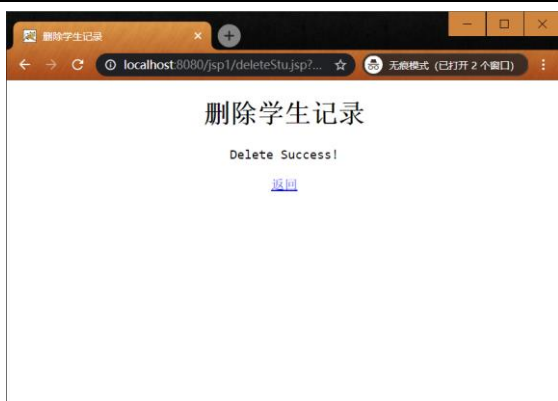 删除学生记录
localhost:8080/jsp1/deleteStu.jsp?...
无痕模式 (已打开 2 个窗口)
删除学生记录
Delete Success!
返回